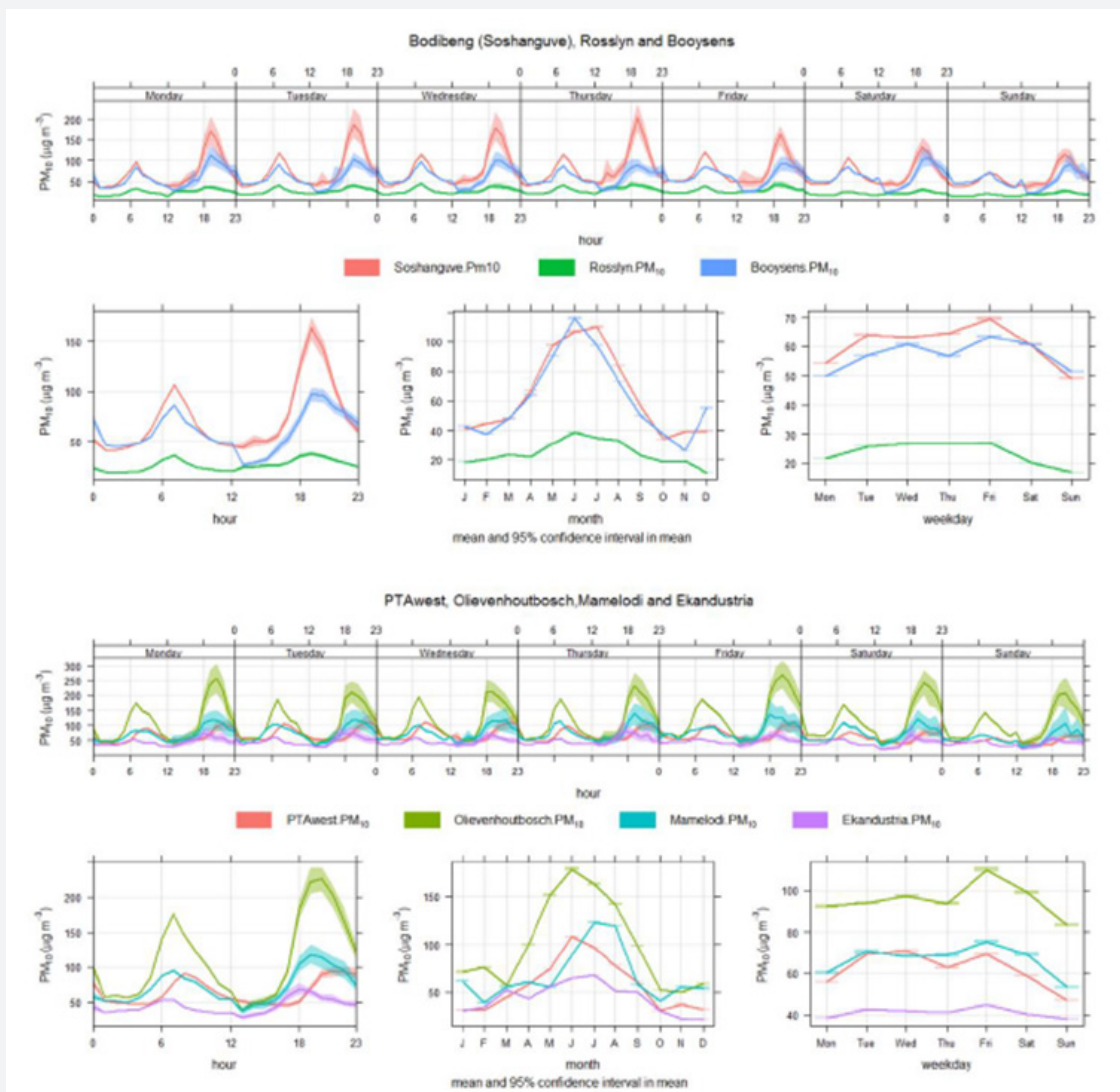 Bodibeng (Soshanguve), Rosslyn and Booysens
0 6 12 18 23 0 6 12 18 23 0 6 12 18 23
Monday Tuesday Wednesday Thursday Friday Saturday Sunday
PM₁₀ (µg m⁻³)
200
150
100
50
0 6 12 18 23 0 6 12 18 23 0 6 12 18 23 0 6 12 18 23
hour
Soshanguve.Pm10 Rosslyn.PM₁₀ Booysens.PM₁₀
PM₁₀ (µg m⁻³)
150
100
50
0 6 12 18 23
hour
PM₁₀ (µg m⁻³)
100
80
60
40
20
J F M A M J J A S O N D
month
mean and 95% confidence interval in mean
PM₁₀ (µg m⁻³)
70
60
50
40
30
20
Mon Tue Wed Thu Fri Sat Sun
weekday
PTAwest, Olievenhoutbosch,Mamelodi and Ekandustria
0 6 12 18 23 0 6 12 18 23 0 6 12 18 23
Monday Tuesday Wednesday Thursday Friday Saturday Sunday
PM₁₀ (µg m⁻³)
300
250
200
150
100
50
0 6 12 18 23 0 6 12 18 23 0 6 12 18 23 0 6 12 18 23
hour
PTAwest.PM₁₀ Olievenhoutbosch.PM₁₀ Mamelodi.PM₁₀ Ekandustria.PM₁₀
PM₁₀ (µg m⁻³)
200
150
100
50
0 6 12 18 23
hour
PM₁₀ (µg m⁻³)
150
100
50
J F M A M J J A S O N D
month
mean and 95% confidence interval in mean
PM₁₀ (µg m⁻³)
100
80
60
40
Mon Tue Wed Thu Fri Sat Sun
weekday